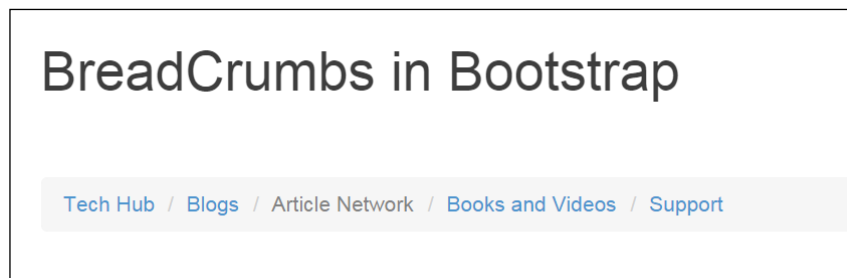 BreadCrumbs in Bootstrap
Tech Hub / Blogs / Article Network / Books and Videos / Support